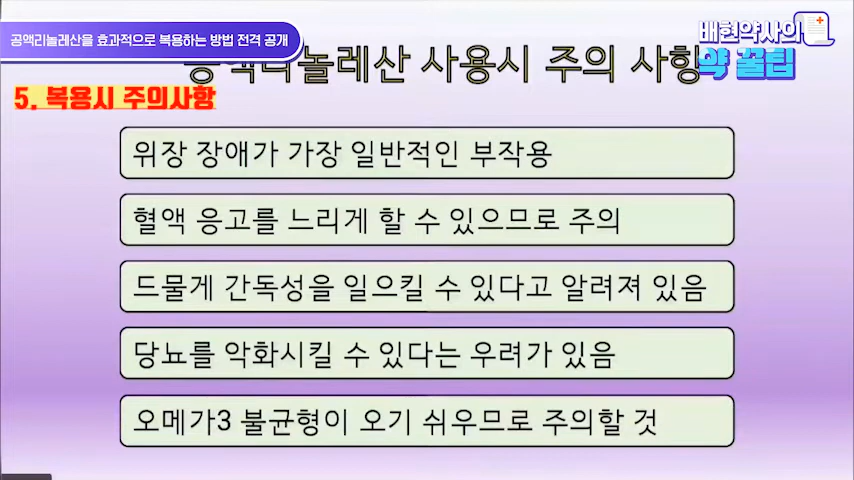 공액리놀레산을 효과적으로 복용하는 방법 전격 공개
배현약사의
약 꿀팁
공액리놀레산 사용시 주의 사항
5. 복용시 주의사항
위장 장애가 가장 일반적인 부작용
혈액 응고를 느리게 할 수 있으므로 주의
드물게 간독성을 일으킬 수 있다고 알려져 있음
당뇨를 악화시킬 수 있다는 우려가 있음
오메가3 불균형이 오기 쉬우므로 주의할 것